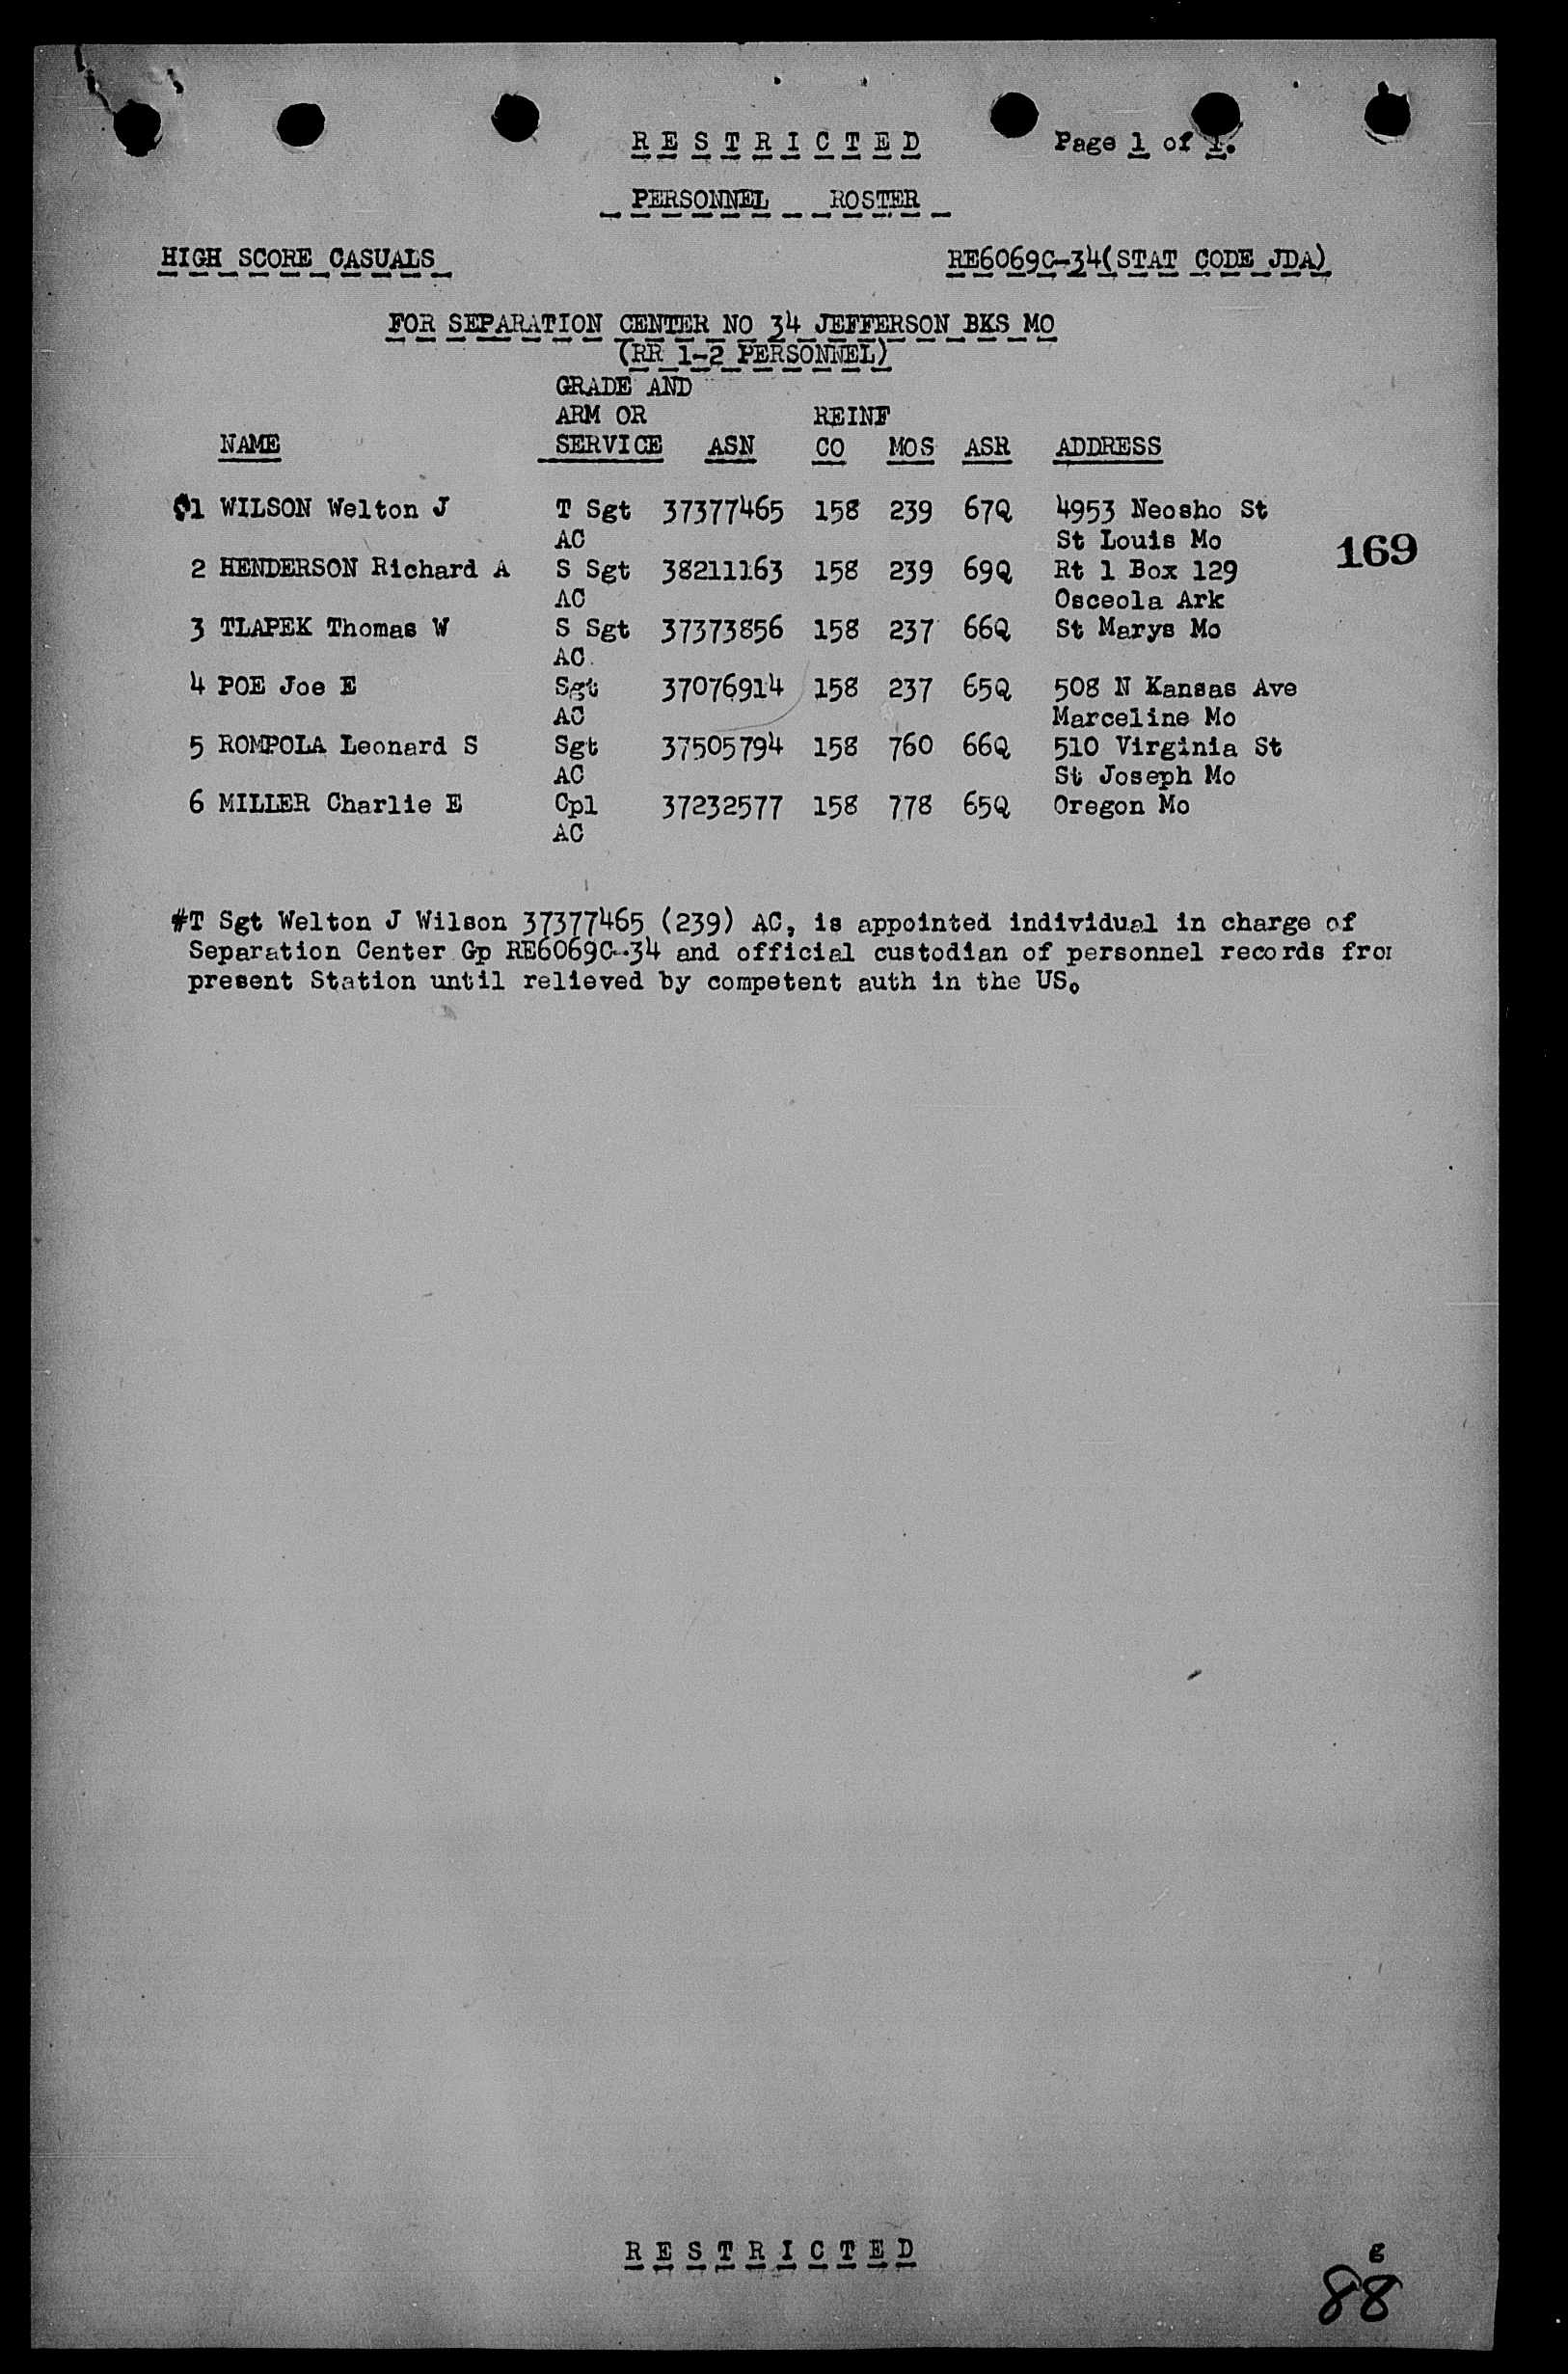 RESTRICTED Page 1 of 1.
PERSONNEL ROSTER
HIGH SCORE CASUALS RE6069C-34(STAT CODE JDA)
FOR SEPARATION CENTER NO 34 JEFFERSON BKS MO
(RR 1-2 PERSONNEL)
GRADE AND
ARM OR REINF
NAME SERVICE ASN CO MOS ASR ADDRESS
1 WILSON Welton J T Sgt 37377465 158 239 67Q 4953 Neosho St
AC St Louis Mo
169
2 HENDERSON Richard A S Sgt 38211163 158 239 69Q Rt 1 Box 129
AC Osceola Ark
3 TLAPEK Thomas W S Sgt 37373856 158 237 66Q St Marys Mo
AC
4 POE Joe E Sgt 37076914 158 237 65Q 508 N Kansas Ave
AC Marceline Mo
5 ROMPOLA Leonard S Sgt 37505794 158 760 66Q 510 Virginia St
AC St Joseph Mo
6 MILLER Charlie E Cpl 37232577 158 778 65Q Oregon Mo
AC
#T Sgt Welton J Wilson 37377465 (239) AC, is appointed individual in charge of
Separation Center Gp RE6069C-34 and official custodian of personnel records from
present Station until relieved by competent auth in the US.
RESTRICTED
g
88